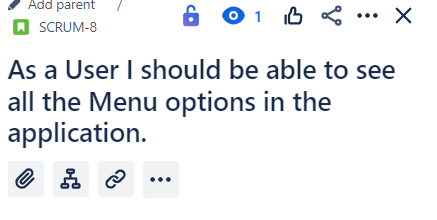 Add parent /
SCRUM-8
1
As a User I should be able to see
all the Menu options in the
application.